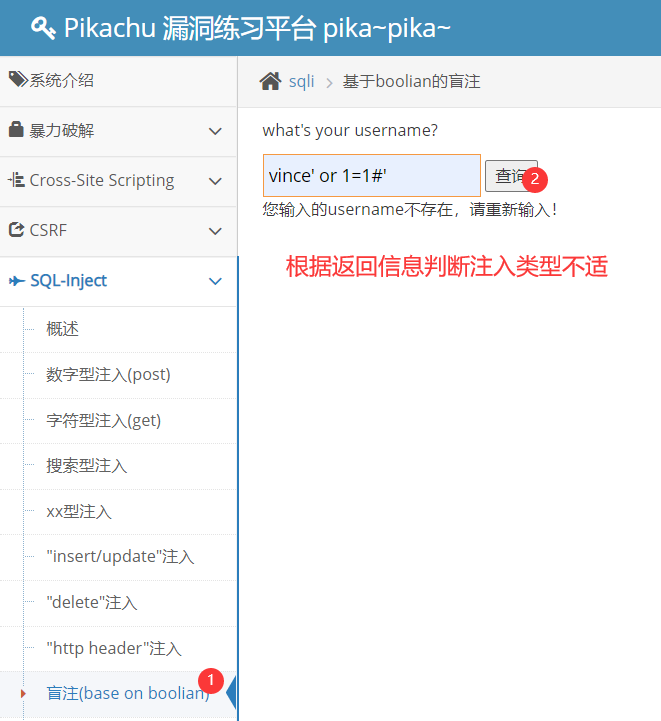 Pikachu 漏洞练习平台 pika~pika~
系统介绍
暴力破解
Cross-Site Scripting
CSRF
SQL-Inject
概述
数字型注入(post)
字符型注入(get)
搜索型注入
xx型注入
"insert/update"注入
"delete"注入
"http header"注入
盲注(base on boolian)
1
sqli > 基于boolian的盲注
what's your username?
vince' or 1=1#'
查询
2
您输入的username不存在，请重新输入！
根据返回信息判断注入类型不适